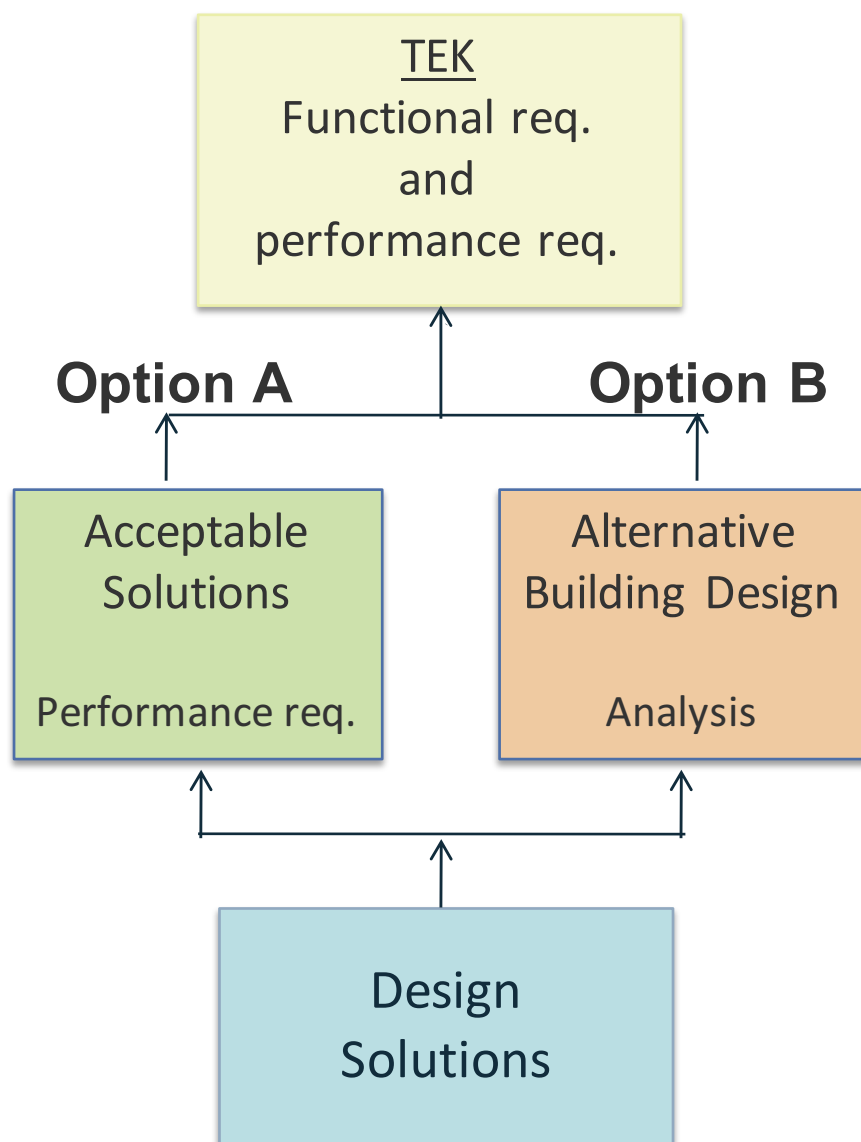 TEK
Functional req.
and
performance req.
Option A
Option B
Acceptable
Solutions
Performance req.
Alternative
Building Design
Analysis
Design
Solutions